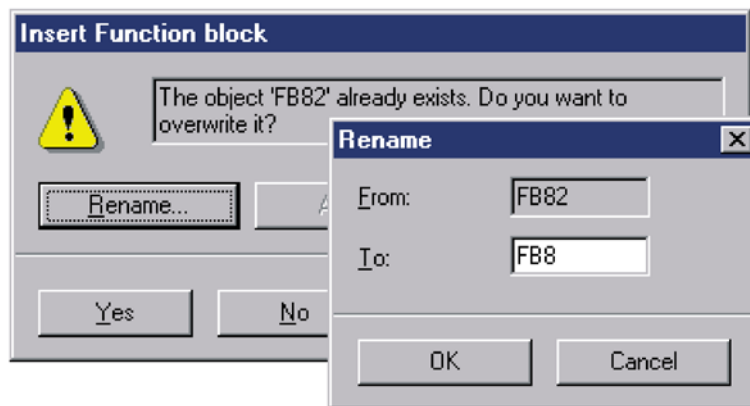 Insert Function block
The object 'FB82' already exists. Do you want to
overwrite it?
Rename...
Yes
No
Rename
From:
FB82
To:
FB8
OK
Cancel